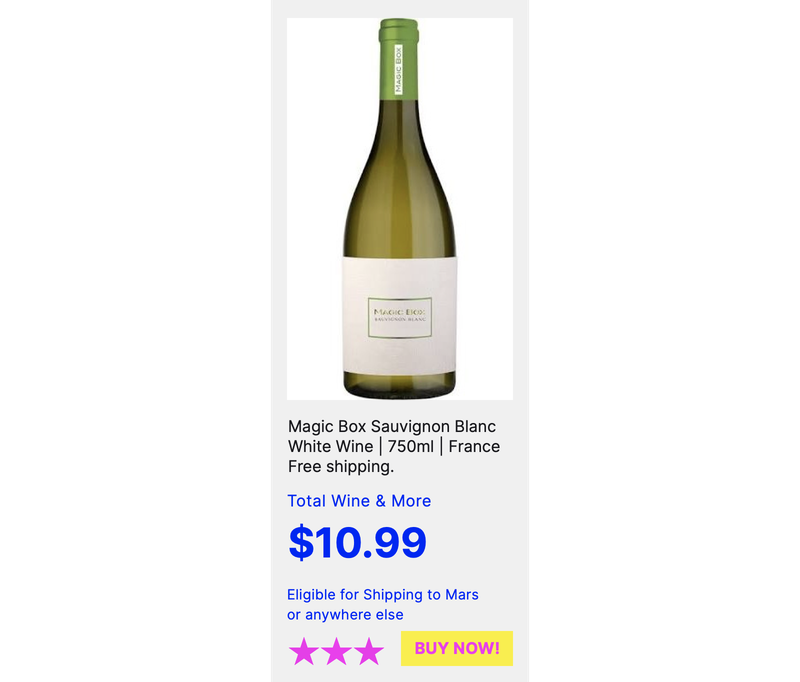 MAGIC BOX
MAGIC BOX
SAUVIGNON BLANC
Magic Box Sauvignon Blanc
White Wine | 750ml | France
Free shipping.
Total Wine & More
$10.99
Eligible for Shipping to Mars
or anywhere else
BUY NOW!